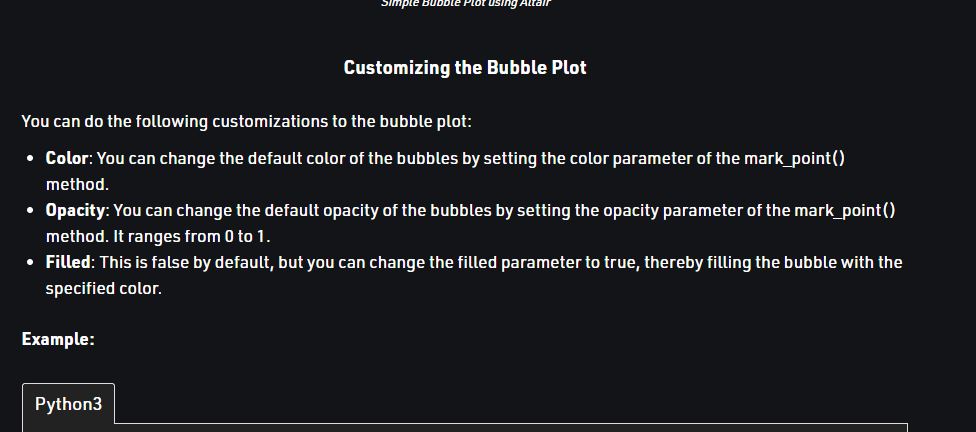 Simple Bubble Plot using Altair
Customizing the Bubble Plot
You can do the following customizations to the bubble plot:
• Color: You can change the default color of the bubbles by setting the color parameter of the mark_point()
method.
• Opacity: You can change the default opacity of the bubbles by setting the opacity parameter of the mark_point()
method. It ranges from 0 to 1.
• Filled: This is false by default, but you can change the filled parameter to true, thereby filling the bubble with the
specified color.
Example:
Python3